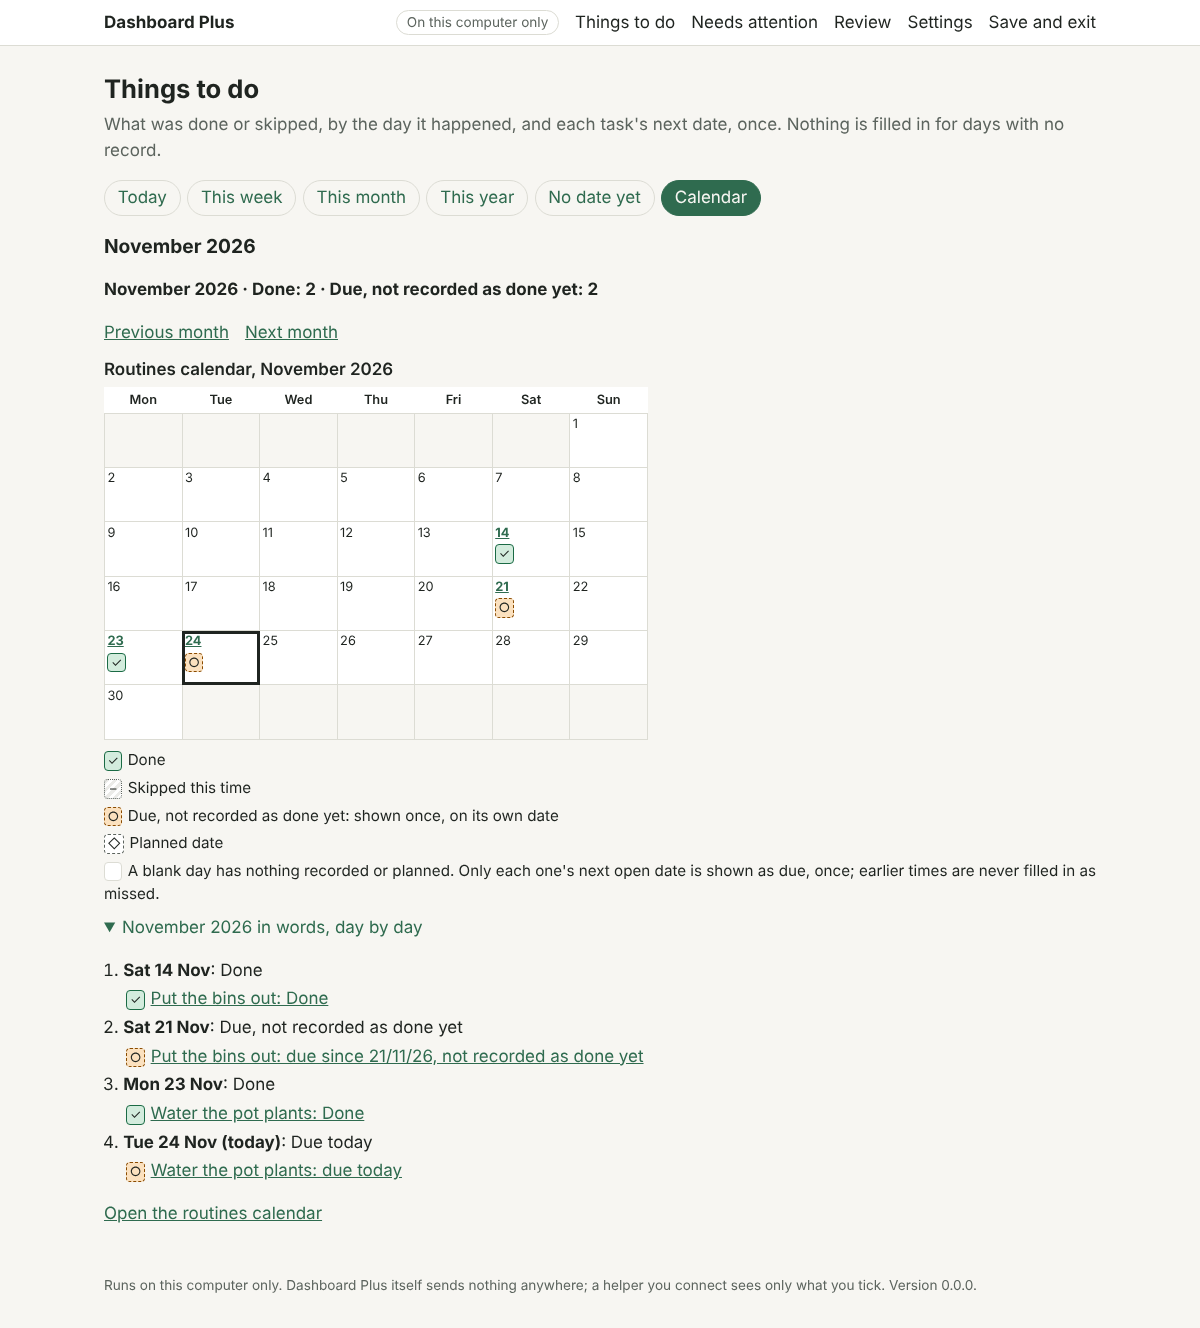 Dashboard Plus
On this computer only
Things to do
Needs attention
Review
Settings
Save and exit
Things to do
What was done or skipped, by the day it happened, and each task's next date, once. Nothing is filled in for days with no
record.
Today
This week
This month
This year
No date yet
Calendar
November 2026
November 2026 · Done: 2 · Due, not recorded as done yet: 2
Previous month Next month
Routines calendar, November 2026
Mon Tue Wed Thu Fri Sat Sun
1
2 3 4 5 6 7 8
9 10 11 12 13 14 15
16 17 18 19 20 21 22
23 24 25 26 27 28 29
30
Done
Skipped this time
Due, not recorded as done yet: shown once, on its own date
Planned date
A blank day has nothing recorded or planned. Only each one's next open date is shown as due, once; earlier times are never filled in as
missed.
November 2026 in words, day by day
1. Sat 14 Nov: Done
Put the bins out: Done
2. Sat 21 Nov: Due, not recorded as done yet
Put the bins out: due since 21/11/26, not recorded as done yet
3. Mon 23 Nov: Done
Water the pot plants: Done
4. Tue 24 Nov (today): Due today
Water the pot plants: due today
Open the routines calendar
Runs on this computer only. Dashboard Plus itself sends nothing anywhere; a helper you connect sees only what you tick. Version 0.0.0.